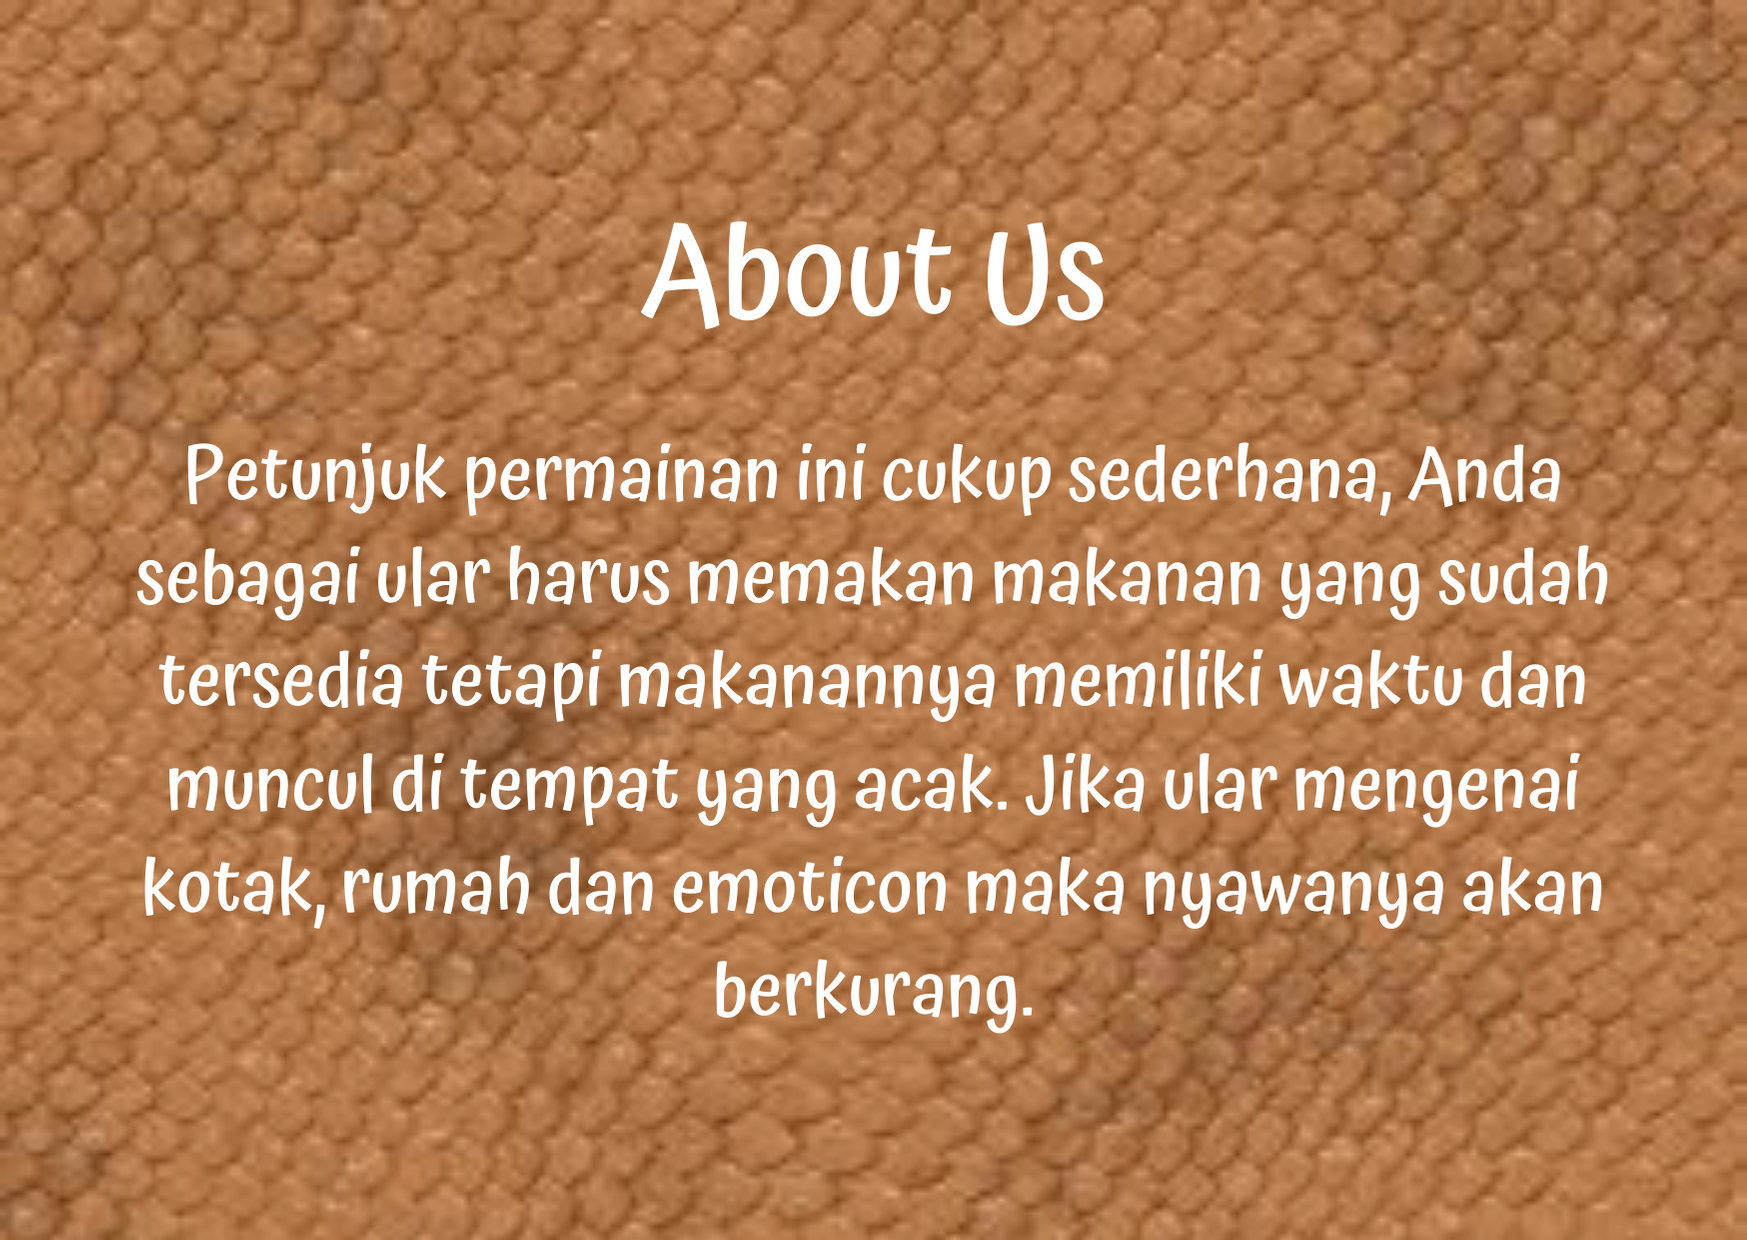 About Us
Petunjuk permainan ini cukup sederhana, Anda
sebagai ular harus memakan makanan yang sudah
tersedia tetapi makanannya memiliki waktu dan
muncul di tempat yang acak. Jika ular mengenai
kotak, rumah dan emoticon maka nyawanya akan
berkurang.